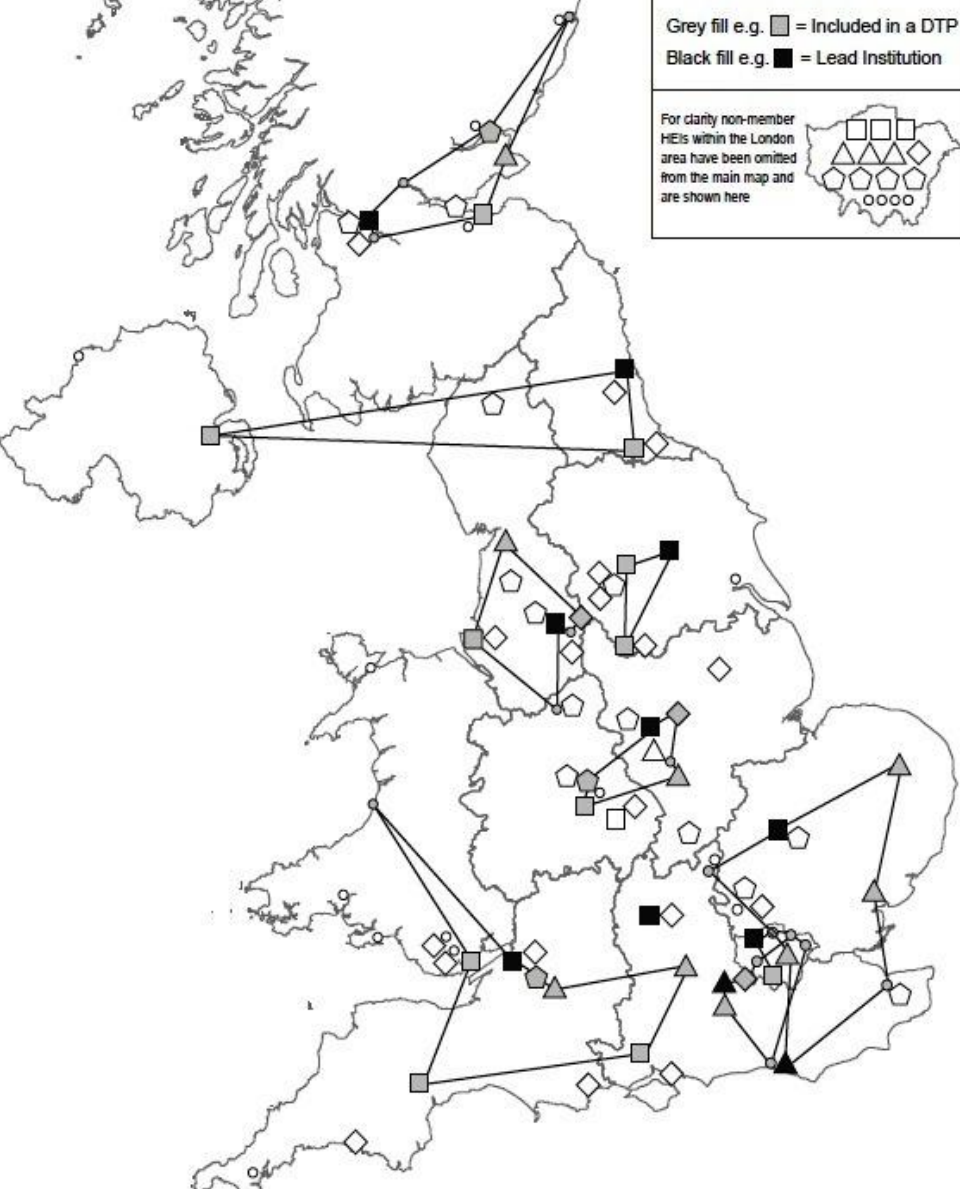 Grey fill e.g. = Included in a DTP
Black fill e.g. = Lead Institution
For clarity non-member
HEIs within the London
area have been omitted
from the main map and
are shown here